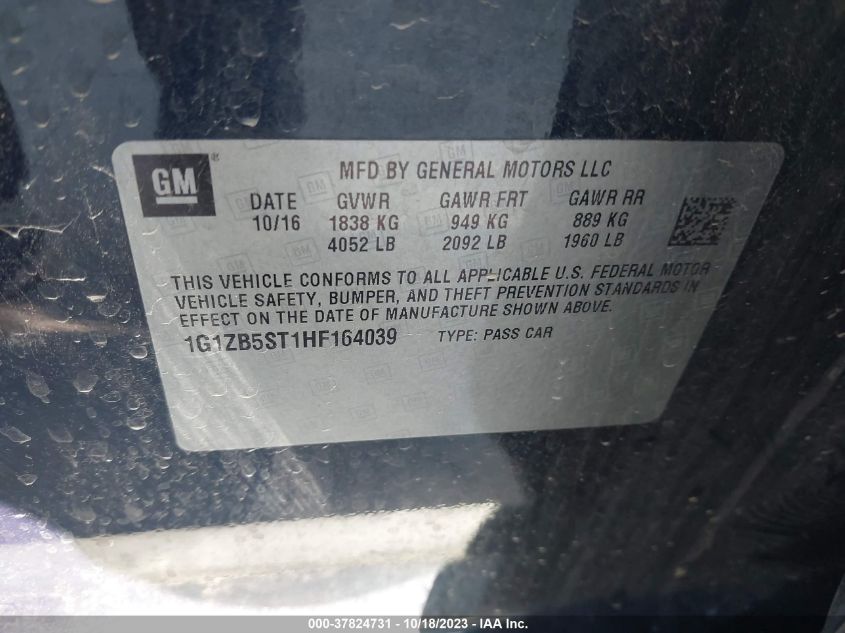 GM
MFD BY GENERAL MOTORS LLC
DATE GVWR GAWR FRT GAWR RR
10/16 1838 KG 949 KG 889 KG
4052 LB 2092 LB 1960 LB
THIS VEHICLE CONFORMS TO ALL APPLICABLE U.S. FEDERAL MOTOR
VEHICLE SAFETY, BUMPER, AND THEFT PREVENTION STANDARDS IN
EFFECT ON THE DATE OF MANUFACTURE SHOWN ABOVE.
1G1ZB5ST1HF164039 TYPE: PASS CAR
000-37824731 - 10/18/2023 - IAA Inc.